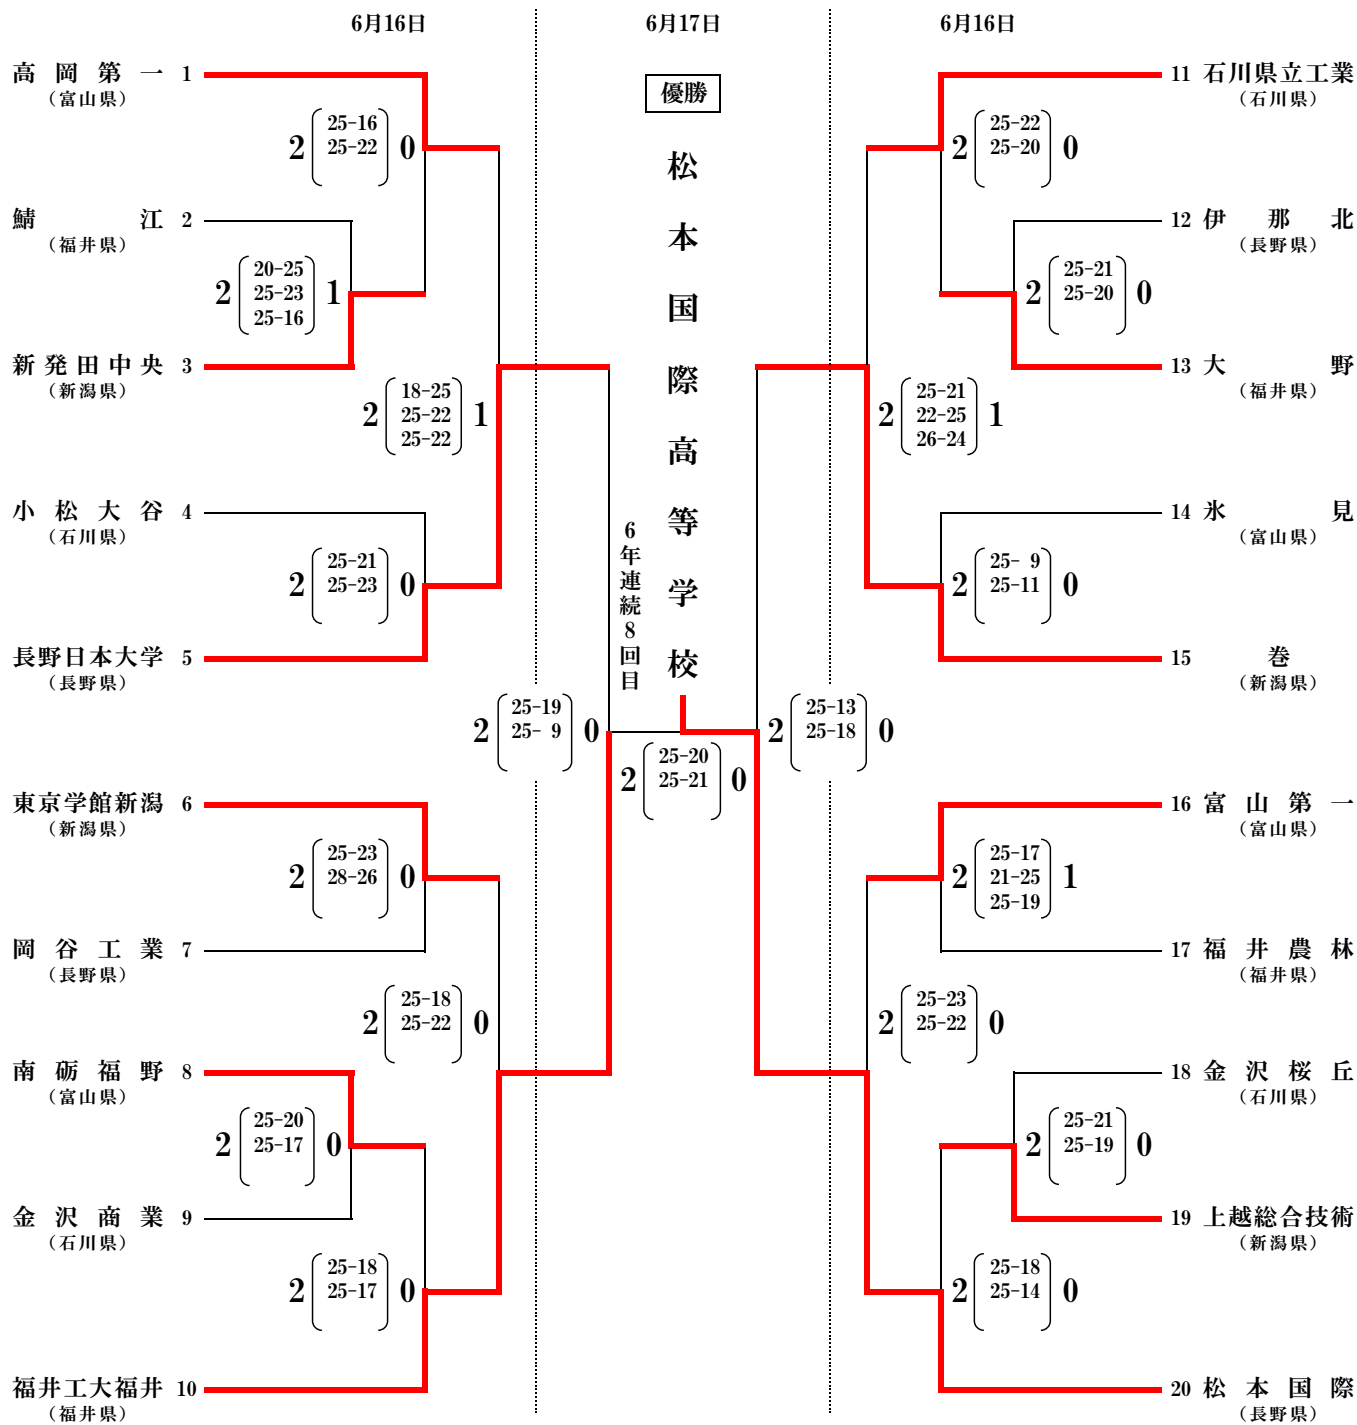 6月16日
6月17日
6月16日
優勝
松本国際高等学校
6年連続8回目
高岡第一 1
（富山県）
2 25-16 0
25-22
鯖江 2
（福井県）
2 20-25 1
25-23
25-16
新発田中央 3
（新潟県）
2 18-25 1
25-22
25-22
小松大谷 4
（石川県）
2 25-21 0
25-23
長野日本大学 5
（長野県）
2 25-19 0
25- 9
東京学館新潟 6
（新潟県）
2 25-23 0
28-26
岡谷工業 7
（長野県）
2 25-18 0
25-22
南砺福野 8
（富山県）
2 25-20 0
25-17
金沢商業 9
（石川県）
2 25-18 0
25-17
福井工大福井 10
（福井県）
2 25-20 0
25-21
11 石川県立工業
（石川県）
2 25-22 0
25-20
12 伊那北
（長野県）
2 25-21 0
25-20
13 大野
（福井県）
2 25-21 1
22-25
26-24
14 氷見
（富山県）
2 25- 9 0
25-11
15 巻
（新潟県）
2 25-13 0
25-18
16 富山第一
（富山県）
2 25-17 1
21-25
25-19
17 福井農林
（福井県）
2 25-23 0
25-22
18 金沢桜丘
（石川県）
2 25-21 0
25-19
19 上越総合技術
（新潟県）
2 25-18 0
25-14
20 松本国際
（長野県）